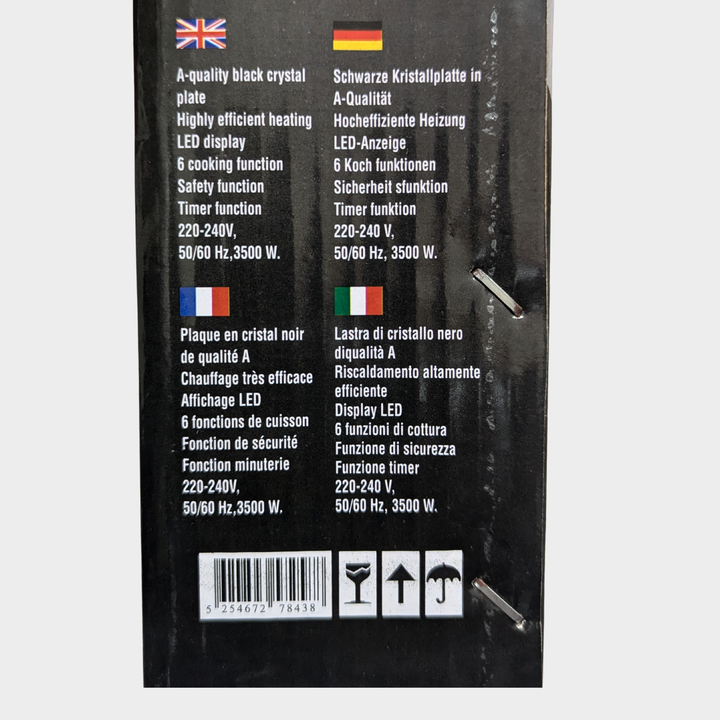 A-quality black crystal
plate
Highly efficient heating
LED display
6 cooking function
Safety function
Timer function
220-240V,
50/60 Hz,3500 W.
Schwarze Kristallplatte in
A-Qualität
Hocheffiziente Heizung
LED-Anzeige
6 Koch funktionen
Sicherheit sfunktion
Timer funktion
220-240 V,
50/60 Hz, 3500 W.
Plaque en cristal noir
de qualité A
Chauffage très efficace
Affichage LED
6 fonctions de cuisson
Fonction de sécurité
Fonction minuterie
220-240V,
50/60 Hz,3500 W.
Lastra di cristallo nero
diqualità A
Riscaldamento altamente
efficiente
Display LED
6 funzioni di cottura
Funzione di sicurezza
Funzione timer
220-240 V,
50/60 Hz, 3500 W.
5 254672 78438